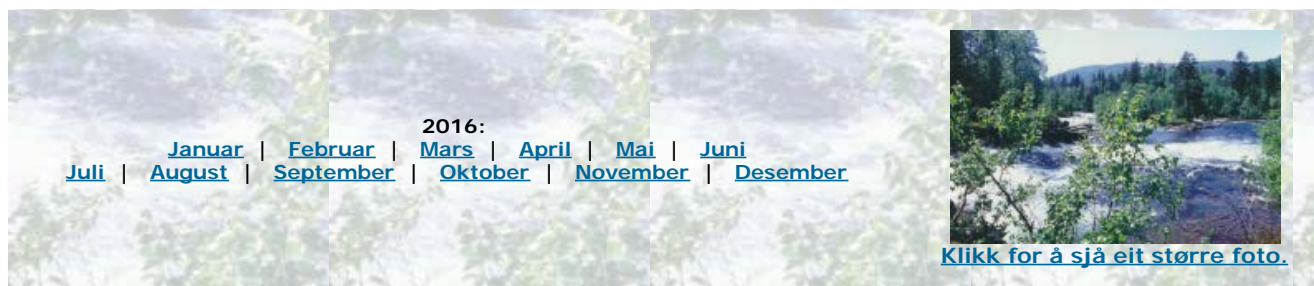 2016:
Januar | Februar | Mars | April | Mai | Juni
Juli | August | September | Oktober | November | Desember
Klikk for å sjå eit større foto.